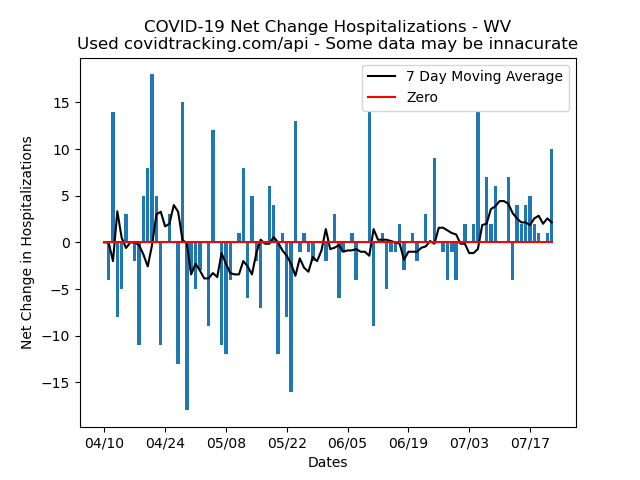 COVID-19 Net Change Hospitalizations - WV
Used covidtracking.com/api - Some data may be innacurate
7 Day Moving Average
Zero
Net Change in Hospitalizations
15
10
5
0
−5
−10
−15
04/10 04/24 05/08 05/22 06/05 06/19 07/03 07/17
Dates